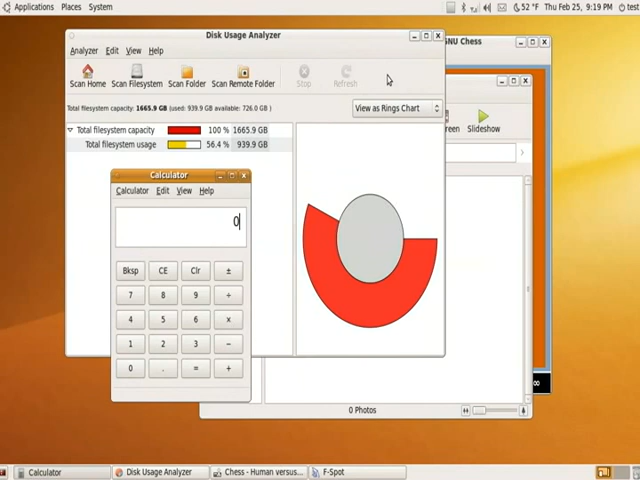 Applications Places System
52 °F Thu Feb 25, 9:19 PM test
Disk Usage Analyzer
GNU Chess
Analyzer Edit View Help
Scan Home Scan Filesystem Scan Folder Scan Remote Folder Stop Refresh
Slideshow
Total filesystem capacity: 1665.9 GB (used: 939.9 GB available: 726.0 GB)
View as Rings Chart
Total filesystem capacity 100 % 1665.9 GB
Total filesystem usage 56.4 % 939.9 GB
Calculator
Calculator Edit View Help
0
Bksp CE Clr ±
7 8 9 ÷
4 5 6 ×
1 2 3 −
0 . = +
0 Photos
Calculator Disk Usage Analyzer Chess - Human versus... F-Spot